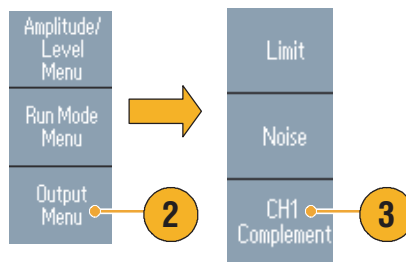 Amplitude/
Level
Menu
Run Mode
Menu
Output
Menu
2
Limit
Noise
CH1
Complement
3